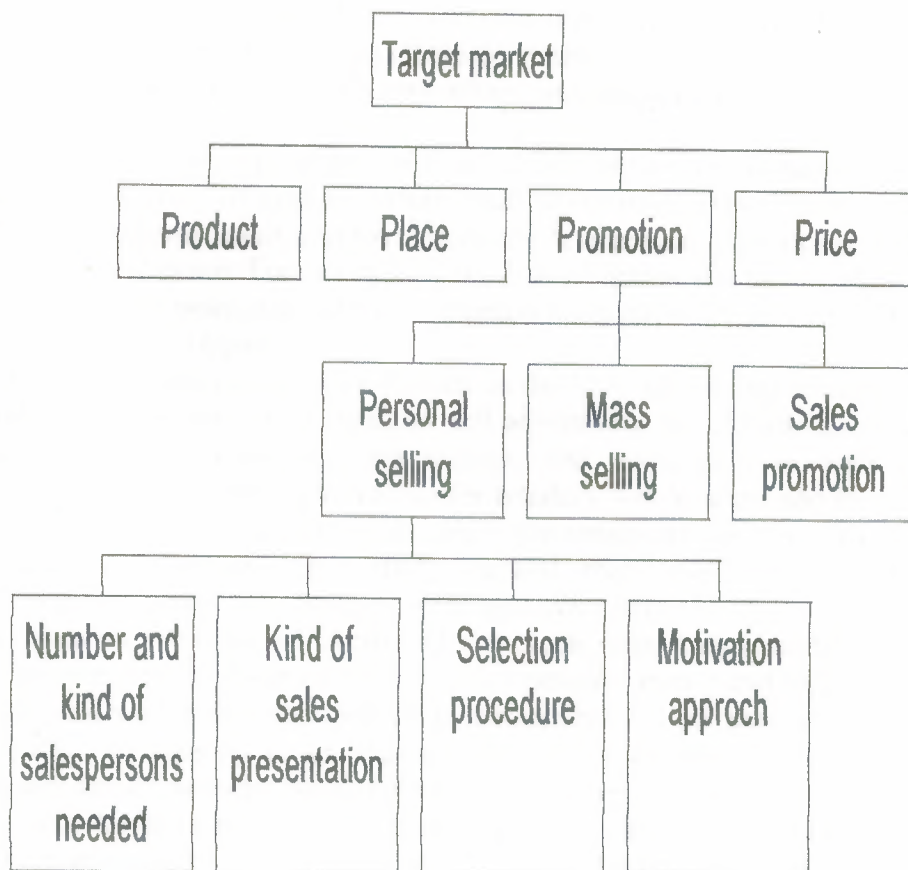 Target market
Product
Place
Promotion
Price
Personal
selling
Mass
selling
Sales
promotion
Number and
kind of
salespersons
needed
Kind of
sales
presentation
Selection
procedure
Motivation
approch